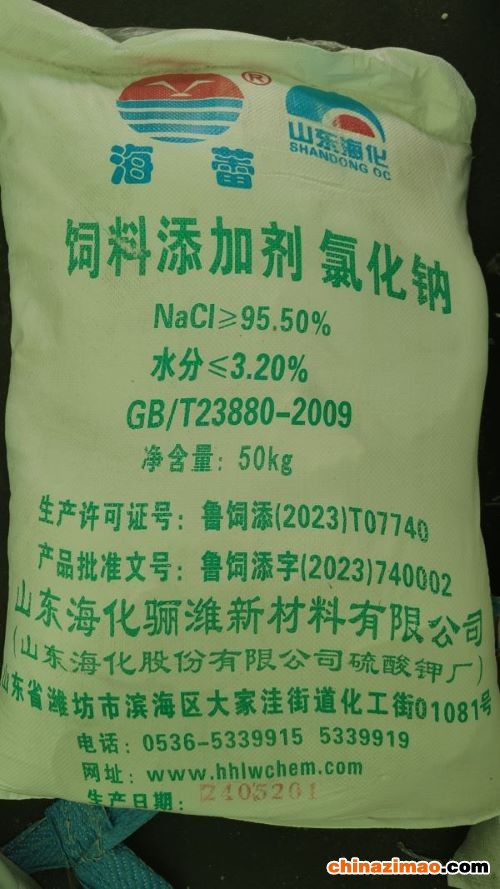 ®
海蕾
山东海化
SHANDONG OC
饲料添加剂 氯化钠
NaCl≥95.50%
水分≤3.20%
GB/T23880-2009
净含量：50kg
生产许可证号：鲁饲添(2023)T07740
产品批准文号：鲁饲添字(2023)740002
山东海化骊潍新材料有限公司
（山东海化股份有限公司硫酸钾厂）
山东省潍坊市滨海区大家洼街道化工街01081号
电话：0536-5339915 5339919
网址：www.hhlwchem.com
生产日期：2405201
chinazimao.com